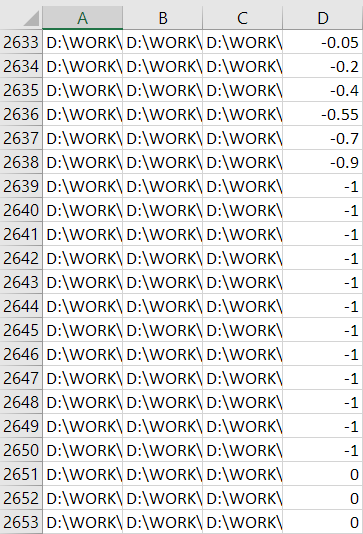 A B C D
2633 D:\WORK\ D:\WORK\ D:\WORK\ -0.05
2634 D:\WORK\ D:\WORK\ D:\WORK\ -0.2
2635 D:\WORK\ D:\WORK\ D:\WORK\ -0.4
2636 D:\WORK\ D:\WORK\ D:\WORK\ -0.55
2637 D:\WORK\ D:\WORK\ D:\WORK\ -0.7
2638 D:\WORK\ D:\WORK\ D:\WORK\ -0.9
2639 D:\WORK\ D:\WORK\ D:\WORK\ -1
2640 D:\WORK\ D:\WORK\ D:\WORK\ -1
2641 D:\WORK\ D:\WORK\ D:\WORK\ -1
2642 D:\WORK\ D:\WORK\ D:\WORK\ -1
2643 D:\WORK\ D:\WORK\ D:\WORK\ -1
2644 D:\WORK\ D:\WORK\ D:\WORK\ -1
2645 D:\WORK\ D:\WORK\ D:\WORK\ -1
2646 D:\WORK\ D:\WORK\ D:\WORK\ -1
2647 D:\WORK\ D:\WORK\ D:\WORK\ -1
2648 D:\WORK\ D:\WORK\ D:\WORK\ -1
2649 D:\WORK\ D:\WORK\ D:\WORK\ -1
2650 D:\WORK\ D:\WORK\ D:\WORK\ -1
2651 D:\WORK\ D:\WORK\ D:\WORK\ 0
2652 D:\WORK\ D:\WORK\ D:\WORK\ 0
2653 D:\WORK\ D:\WORK\ D:\WORK\ 0